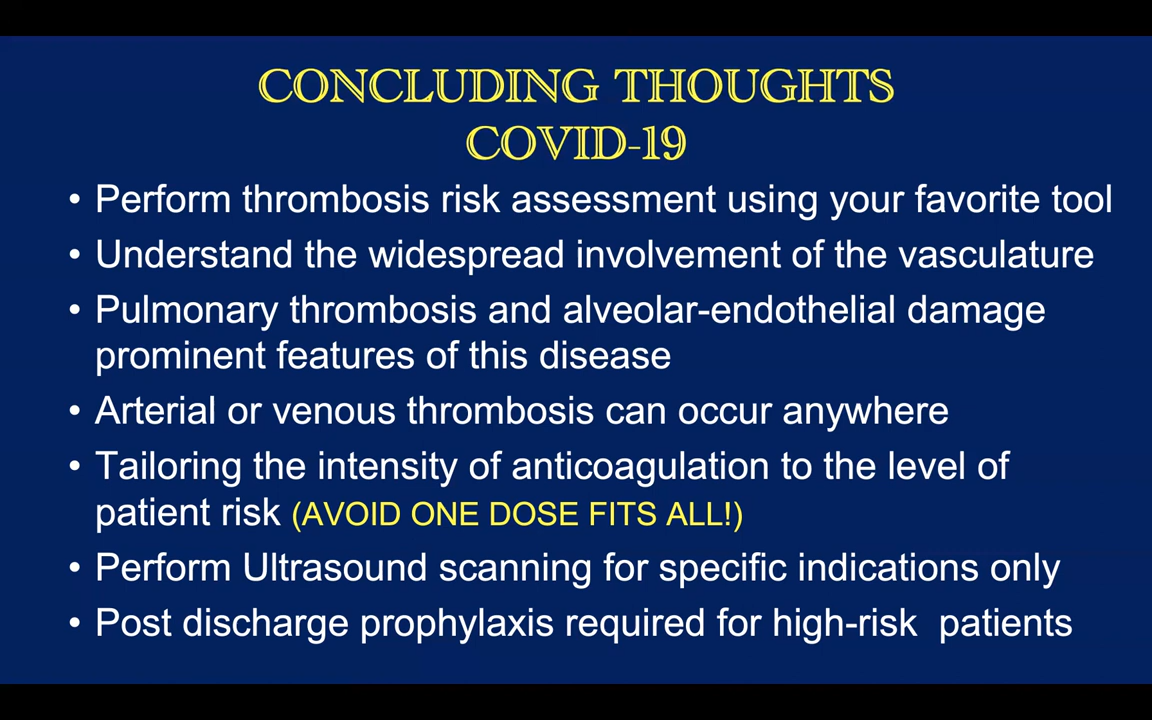 CONCLUDING THOUGHTS
COVID-19
• Perform thrombosis risk assessment using your favorite tool
• Understand the widespread involvement of the vasculature
• Pulmonary thrombosis and alveolar-endothelial damage
prominent features of this disease
• Arterial or venous thrombosis can occur anywhere
• Tailoring the intensity of anticoagulation to the level of
patient risk (AVOID ONE DOSE FITS ALL!)
• Perform Ultrasound scanning for specific indications only
• Post discharge prophylaxis required for high-risk  patients